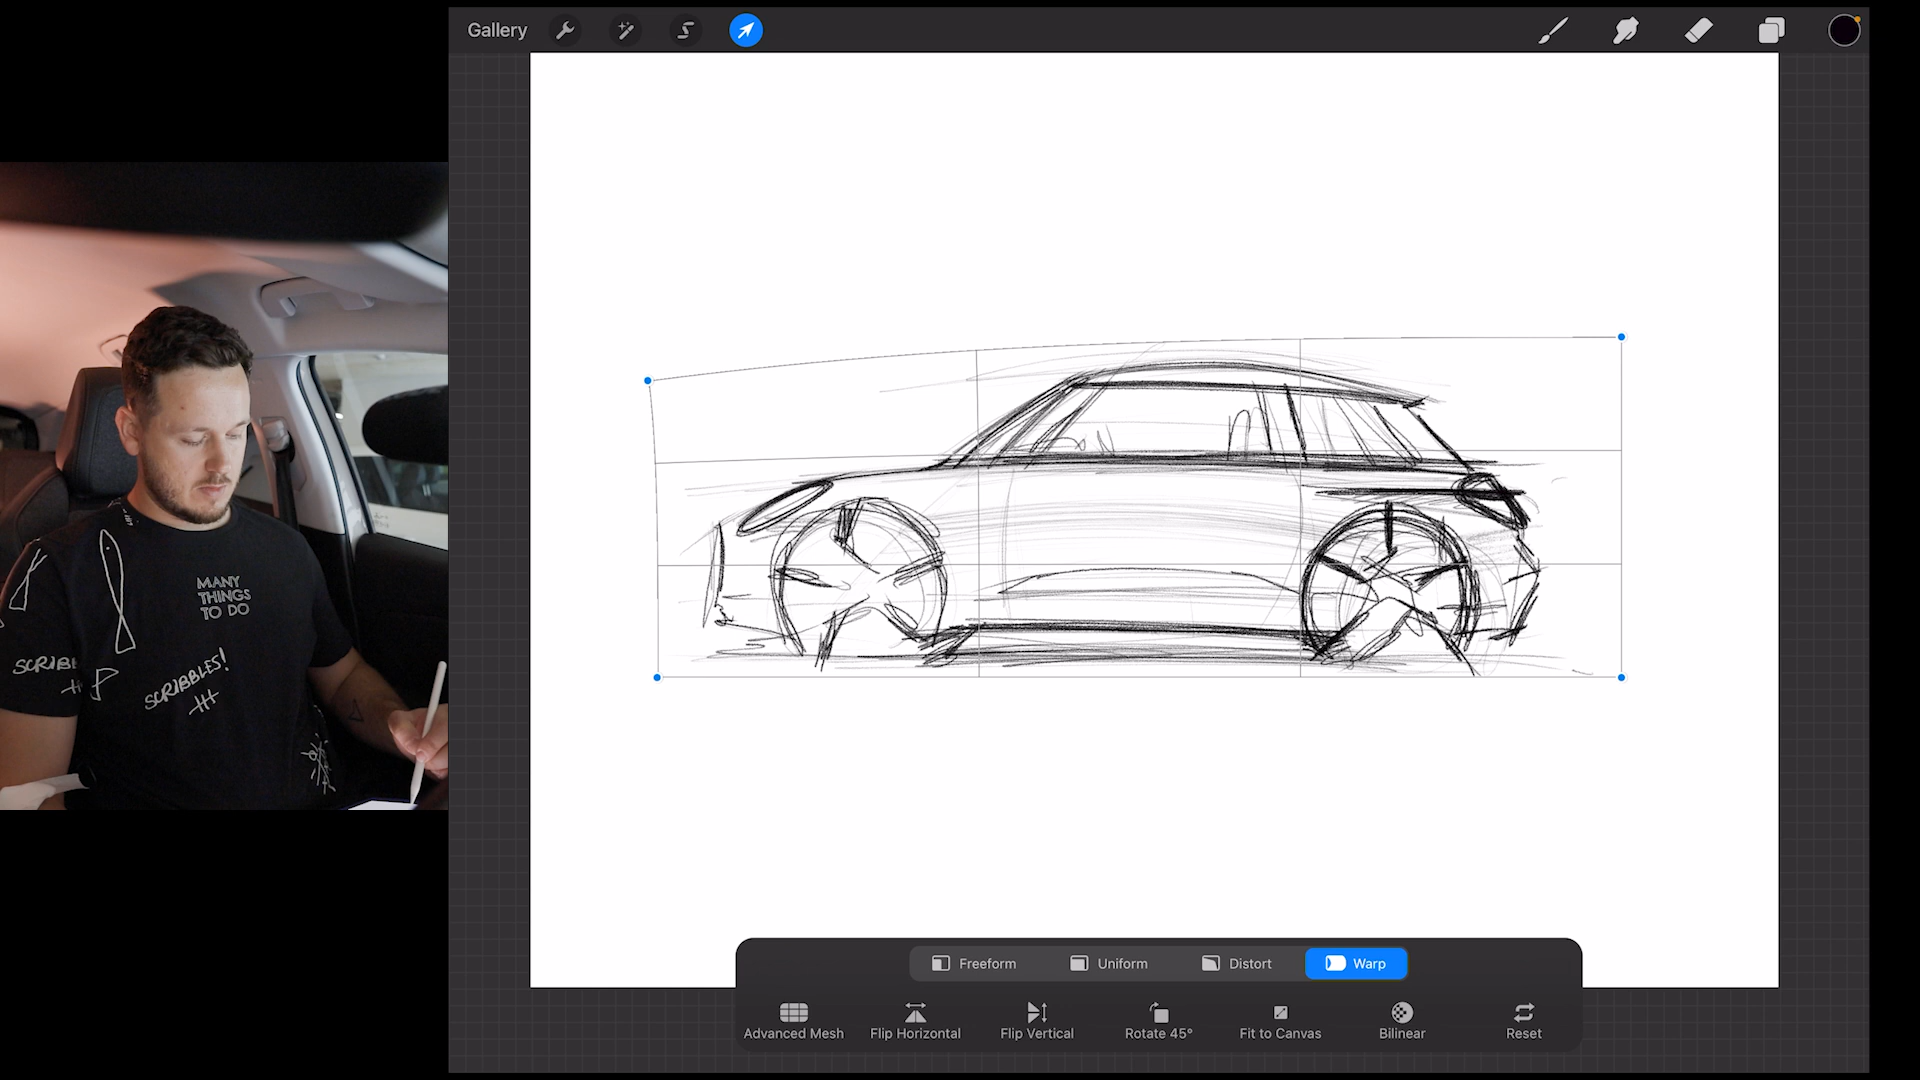 Gallery
MANY
THINGS
TO DO
SCRIBB
SCRIBBLES!
Freeform
Uniform
Distort
Warp
Advanced Mesh
Flip Horizontal
Flip Vertical
Rotate 45°
Fit to Canvas
Bilinear
Reset